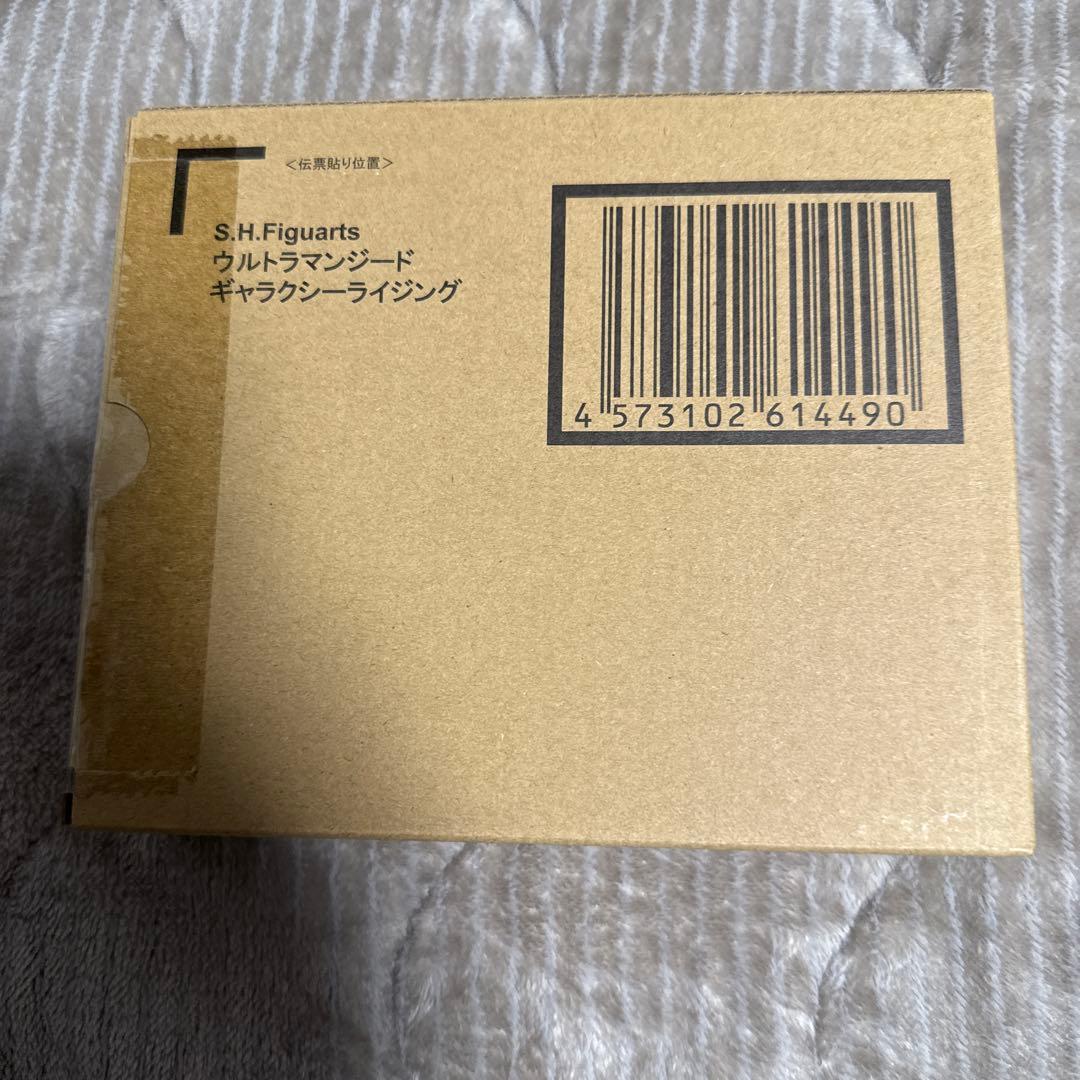 <伝票貼り位置>
S.H.Figuarts
ウルトラマンジード
ギャラクシーライジング
4 573102 614490